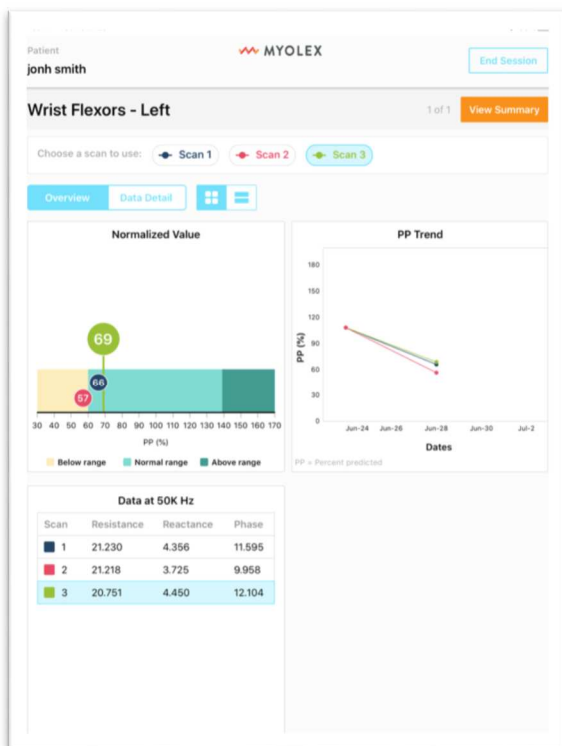 Patient
MYOLEX
jonh smith
End Session
Wrist Flexors - Left
1 of 1
View Summary
Choose a scan to use:
Scan 1
Scan 2
Scan 3
Overview
Data Detail
Normalized Value
69
66
57
30 40 50 60 70 80 90 100 110 120 130 140 150 160 170
PP (%)
Below range
Normal range
Above range
PP Trend
180
150
120
90
60
30
0
PP (%)
Jun-24 Jun-26 Jun-28 Jun-30 Jul-2
Dates
PP = Percent predicted
Data at 50K Hz
Scan Resistance Reactance Phase
1 21.230 4.356 11.595
2 21.218 3.725 9.958
3 20.751 4.450 12.104